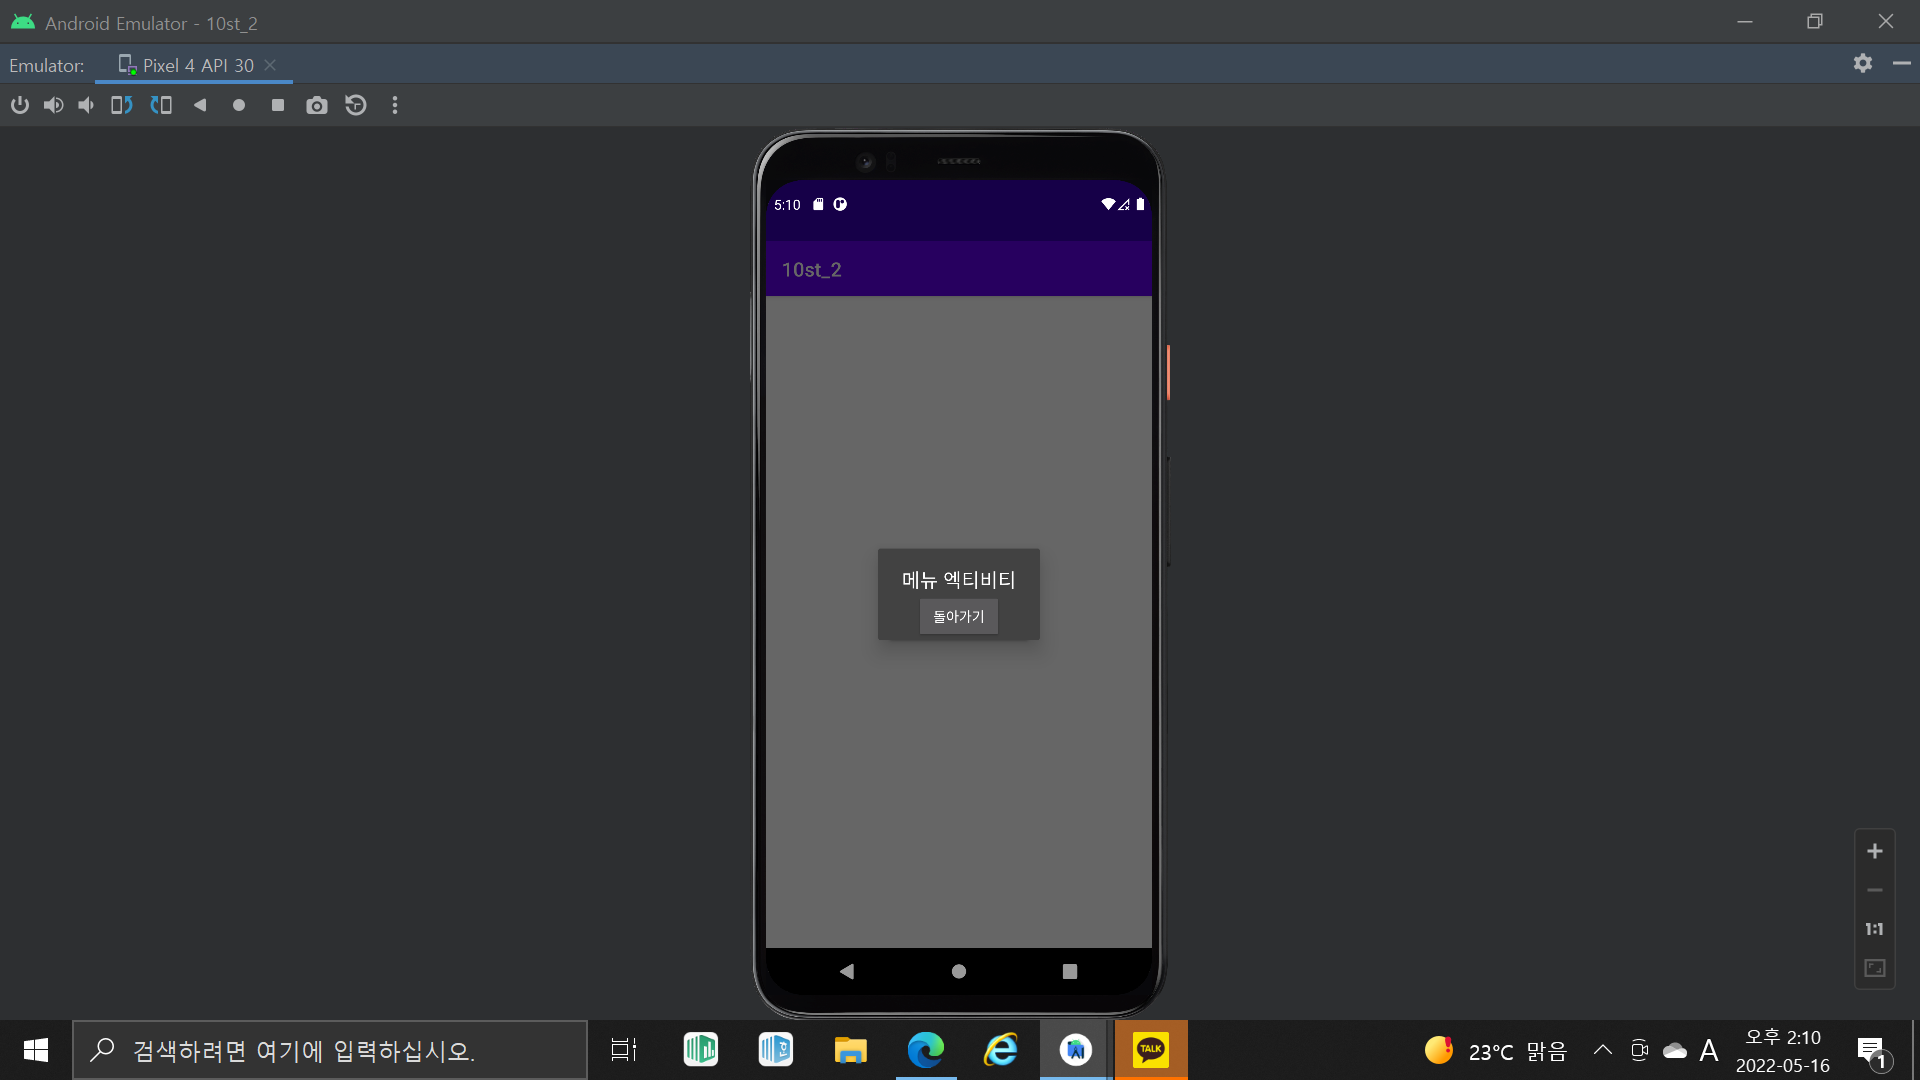 Android Emulator - 10st_2
Emulator: Pixel 4 API 30
5:10
10st_2
메뉴 엑티비티
돌아가기
1:1
검색하려면 여기에 입력하십시오.
TALK
23°C 맑음
A
오후 2:10
2022-05-16
1